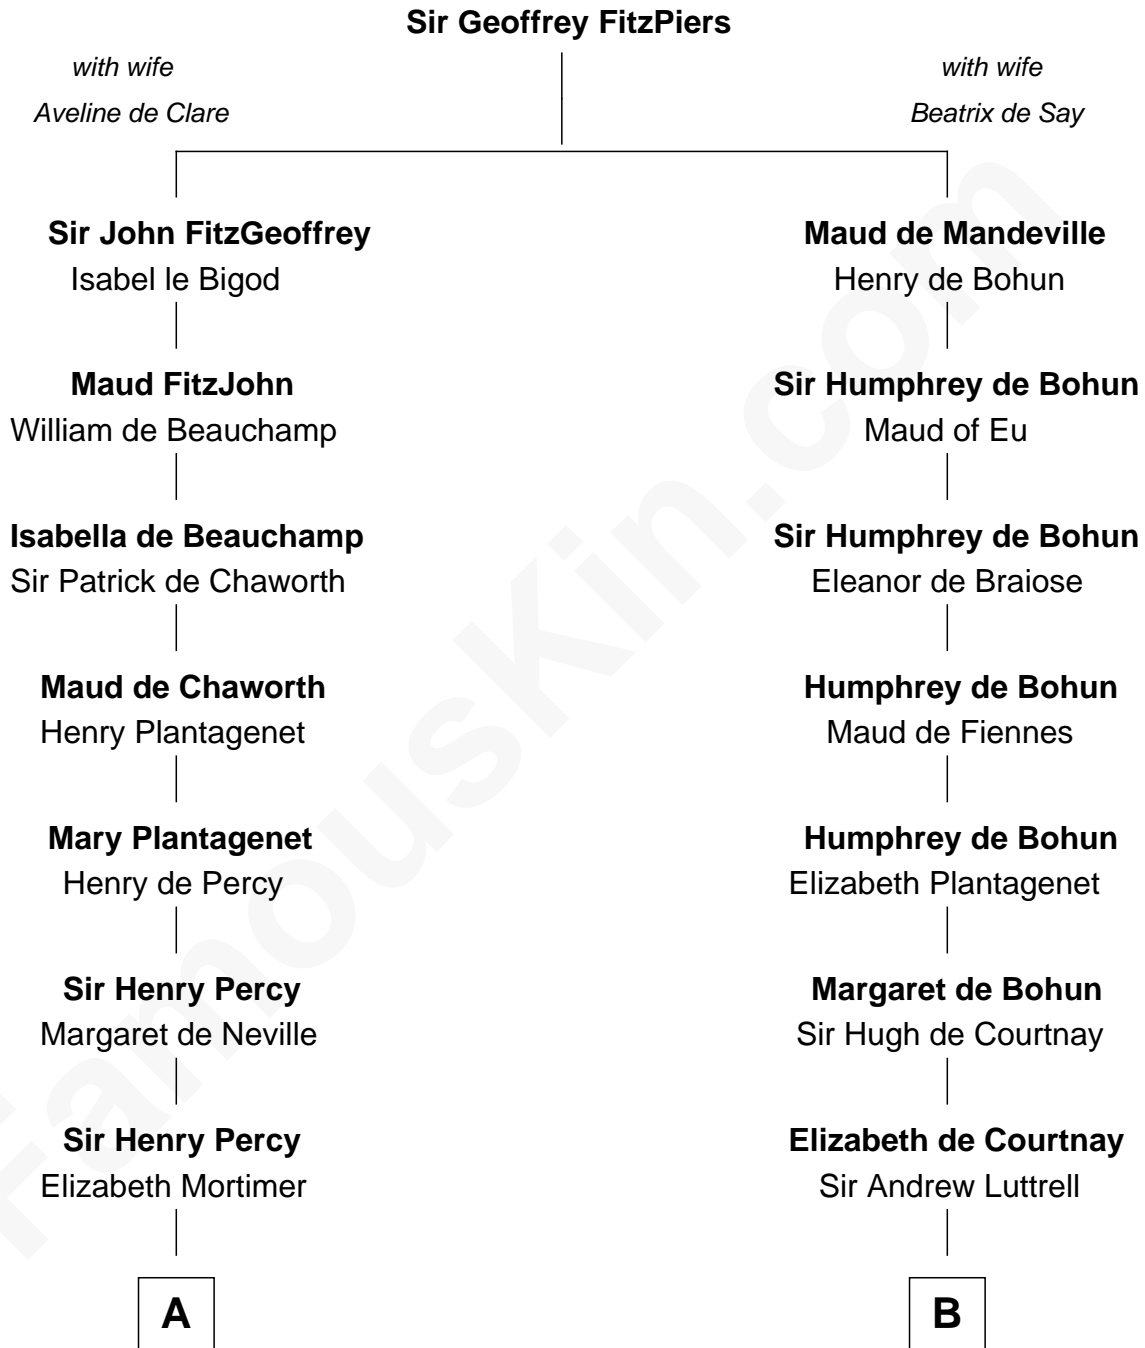 Sir Geoffrey FitzPiers
with wife
Aveline de Clare
with wife
Beatrix de Say
Sir John FitzGeoffrey
Isabel le Bigod
Maud de Mandeville
Henry de Bohun
Maud FitzJohn
William de Beauchamp
Sir Humphrey de Bohun
Maud of Eu
Isabella de Beauchamp
Sir Patrick de Chaworth
Sir Humphrey de Bohun
Eleanor de Braiose
Maud de Chaworth
Henry Plantagenet
Humphrey de Bohun
Maud de Fiennes
Mary Plantagenet
Henry de Percy
Humphrey de Bohun
Elizabeth Plantagenet
Sir Henry Percy
Margaret de Neville
Margaret de Bohun
Sir Hugh de Courtnay
Sir Henry Percy
Elizabeth Mortimer
Elizabeth de Courtnay
Sir Andrew Luttrell
A
B
FamousKin.com